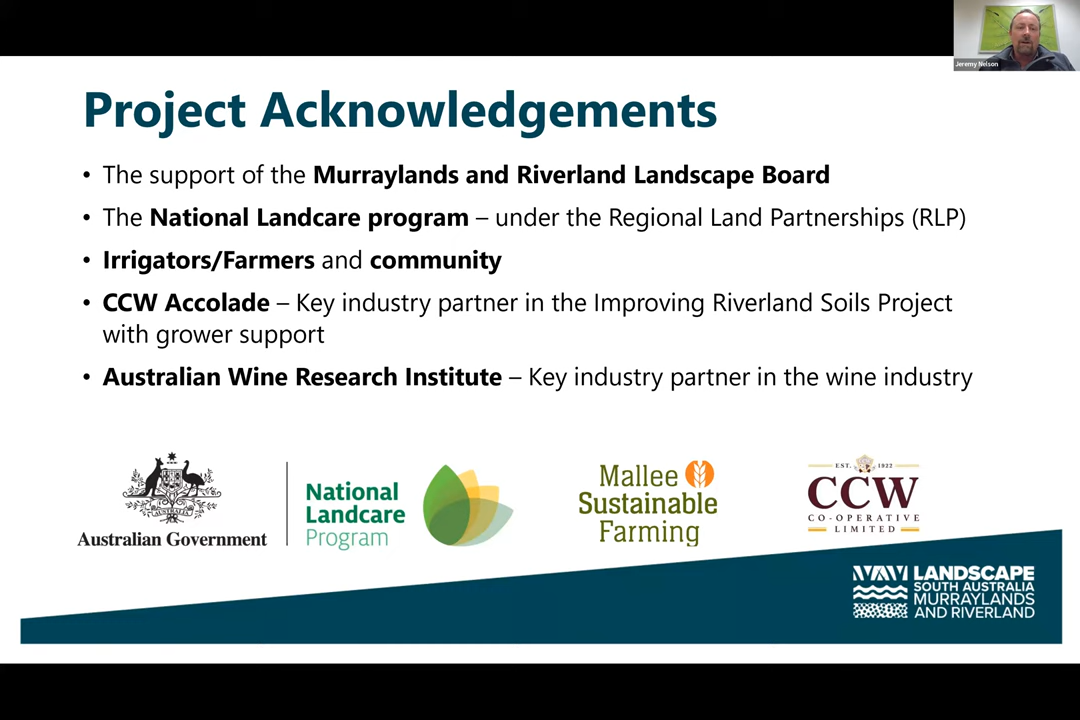 Jeremy Nelson
Project Acknowledgements
• The support of the Murraylands and Riverland Landscape Board
• The National Landcare program – under the Regional Land Partnerships (RLP)
• Irrigators/Farmers and community
• CCW Accolade – Key industry partner in the Improving Riverland Soils Project
with grower support
• Australian Wine Research Institute – Key industry partner in the wine industry
AUSTRALIA
Australian Government
National
Landcare
Program
Mallee
Sustainable
Farming
EST. 1922
CCW
CO-OPERATIVE
LIMITED
LANDSCAPE
SOUTH AUSTRALIA
MURRAYLANDS
AND RIVERLAND